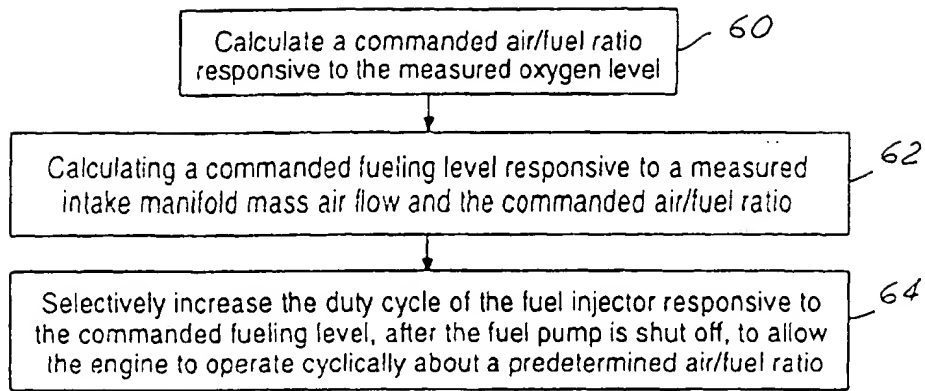 Calculate a commanded air/fuel ratio
responsive to the measured oxygen level
60
Calculating a commanded fueling level responsive to a measured
intake manifold mass air flow and the commanded air/fuel ratio
62
Selectively increase the duty cycle of the fuel injector responsive to
the commanded fueling level, after the fuel pump is shut off, to allow
the engine to operate cyclically about a predetermined air/fuel ratio
64